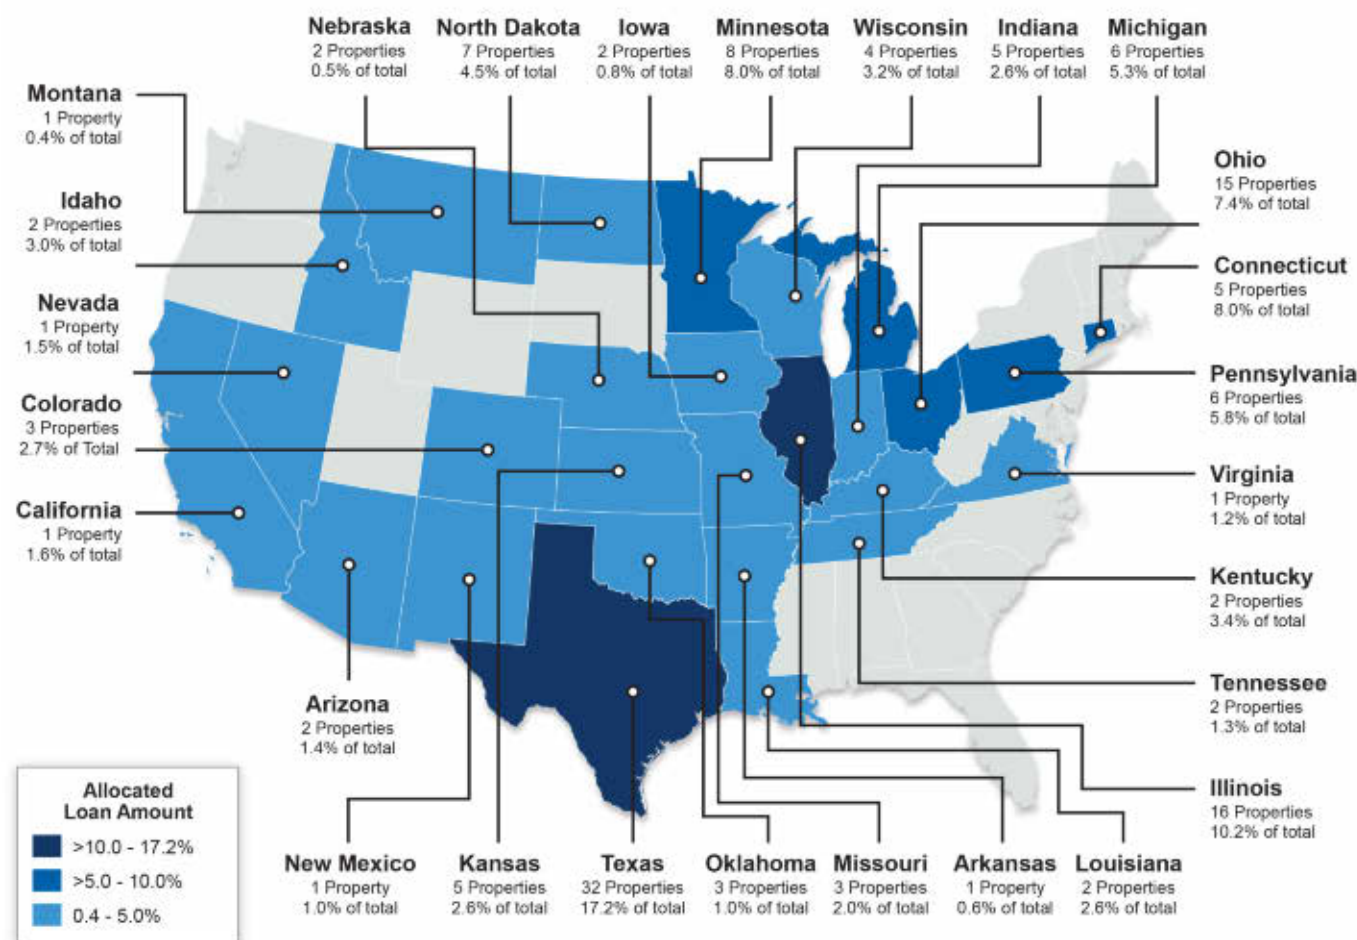 Nebraska
2 Properties
0.5% of total
North Dakota
7 Properties
4.5% of total
Iowa
2 Properties
0.8% of total
Minnesota
8 Properties
8.0% of total
Wisconsin
4 Properties
3.2% of total
Indiana
5 Properties
2.6% of total
Michigan
6 Properties
5.3% of total
Montana
1 Property
0.4% of total
Idaho
2 Properties
3.0% of total
Nevada
1 Property
1.5% of total
Colorado
3 Properties
2.7% of Total
California
1 Property
1.6% of total
Ohio
15 Properties
7.4% of total
Connecticut
5 Properties
8.0% of total
Pennsylvania
6 Properties
5.8% of total
Virginia
1 Property
1.2% of total
Kentucky
2 Properties
3.4% of total
Tennessee
2 Properties
1.3% of total
Illinois
16 Properties
10.2% of total
Arizona
2 Properties
1.4% of total
New Mexico
1 Property
1.0% of total
Kansas
5 Properties
2.6% of total
Texas
32 Properties
17.2% of total
Oklahoma
3 Properties
1.0% of total
Missouri
3 Properties
2.0% of total
Arkansas
1 Property
0.6% of total
Louisiana
2 Properties
2.6% of total
Allocated
Loan Amount
>10.0 - 17.2%
>5.0 - 10.0%
0.4 - 5.0%